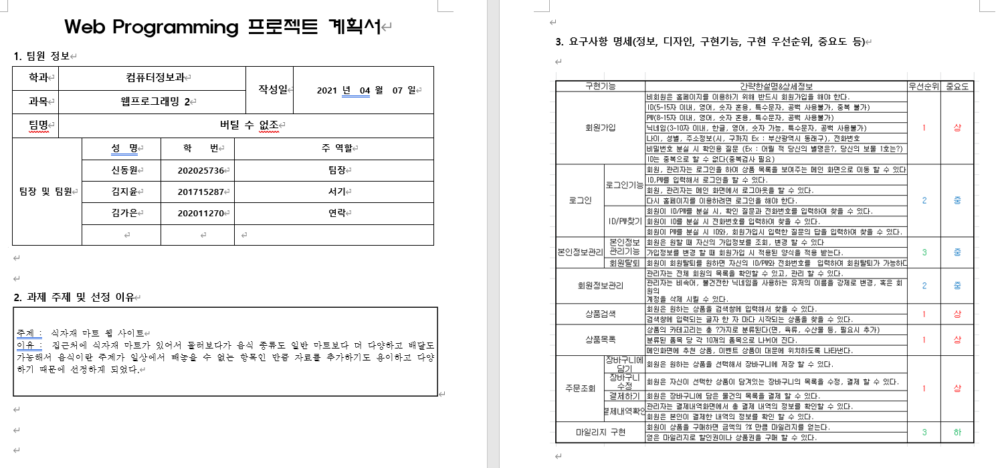 Web Programming 프로젝트 계획서
1. 팀원 정보
학과 컴퓨터정보과 작성일 2021 년 04 월 07 일
과목 웹프로그래밍 2
팀명 버틸 수 없조
팀장 및 팀원 성 명 학 번 주 역할
신동원 202025736 팀장
김지윤 201715287 서기
김가은 202011270 연락
2. 과제 주제 및 선정 이유
주제 : 식자재 마트 웹 사이트
이유 : 집근처에 식자재 마트가 있어서 둘러보다가 음식 종류도 일반 마트보다 더 다양하고 배달도
가능해서 음식이란 주제가 일상에서 빼놓을 수 없는 항목인 만큼 자료를 추가하기도 용이하고 다양
하기 때문에 선정하게 되었다.
3. 요구사항 명세(정보, 디자인, 구현기능, 구현 우선순위, 중요도 등)
구현기능 간략한설명&상세정보 우선순위 중요도
회원가입 1 상
비회원은 홈페이지를 이용하기 위해 반드시 회원가입을 해야 한다.
ID(5~15자 이내, 영어, 숫자 혼용, 특수문자, 공백 사용불가, 중복 불가)
PW(8~15자 이내, 영어, 숫자 혼용, 특수문자, 공백 사용불가)
닉네임(3~10자 이내, 한글, 영어, 숫자 가능, 특수문자, 공백 사용불가)
나이, 성별, 주소정보(시, 구까지 Ex : 부산광역시 동래구), 전화번호
비밀번호 분실 시 확인용 질문 (Ex : 어릴 적 당신의 별명은?, 당신의 보물 1호는?)
ID는 중복으로 할 수 없다(중복검사 필요)
로그인 2 중
로그인기능
회원, 관리자는 로그인을 하여 상품 목록을 보여주는 메인 화면으로 이동 할 수 있다
ID,PW를 입력해서 로그인을 할 수 있다.
회원, 관리자는 메인 화면에서 로그아웃을 할 수 있다.
다시 홈페이지를 이용하려면 로그인을 해야 한다.
ID/PW찾기
회원이 ID/PW를 분실 시, 확인 질문과 전화번호를 입력하여 찾을 수 있다.
회원이 ID를 분실 시 전화번호를 입력하여 찾을 수 있다.
회원이 PW를 분실 시 ID와, 회원가입시 입력한 질문의 답을 입력하여 찾을 수 있다.
본인정보관리 3 중
본인정보
관리기능
회원은 원할 때 자신의 가입정보를 조회, 변경 할 수 있다
가입정보를 변경 할 때 회원가입 시 적용된 양식을 적용 받는다.
회원탈퇴 회원이 회원탈퇴를 원하면 자신의 ID/PW와 전화번호를 입력하여 회원탈퇴가 가능하다
회원정보관리 2 중
관리자는 전체 회원의 목록을 확인할 수 있고, 관리 할 수 있다.
관리자는 비속어, 불건전한 닉네임을 사용하는 유저의 이름을 강제로 변경, 혹은 회
원의
계정을 삭제 시킬 수 있다.
상품검색 1 상
회원은 원하는 상품을 검색창에 입력해서 찾을 수 있다.
검색창에 입력되는 글자 한 자 마다 시작되는 상품을 찾을 수 있다.
상품목록 1 상
상품의 카테고리는 총 ?가지로 분류된다(면, 육류, 수산물 등, 필요시 추가)
분류된 품목 당 각 10개의 품목으로 나뉘어 진다.
메인화면에 추천 상품, 이벤트 상품이 대문에 위치하도록 나타낸다.
주문조회 1 상
장바구니에
담기
회원은 원하는 상품을 선택해서 장바구니에 저장 할 수 있다.
장바구니
수정
회원은 자신이 선택한 상품이 담겨있는 장바구니의 목록을 수정, 결제 할 수 있다.
결제하기 회원은 장바구니에 담은 물건의 목록을 결제 할 수 있다.
결제내역확인
관리자는 결제내역화면에서 총 결제 내역의 정보를 확인할 수 있다.
회원은 본인이 결제한 내역의 정보를 확인 할 수 있다.
마일리지 구현 3 하
회원이 상품을 구매하면 금액의 ?% 만큼 마일리지를 얻는다.
얻은 마일리지로 할인권이나 상품권을 구매 할 수 있다.